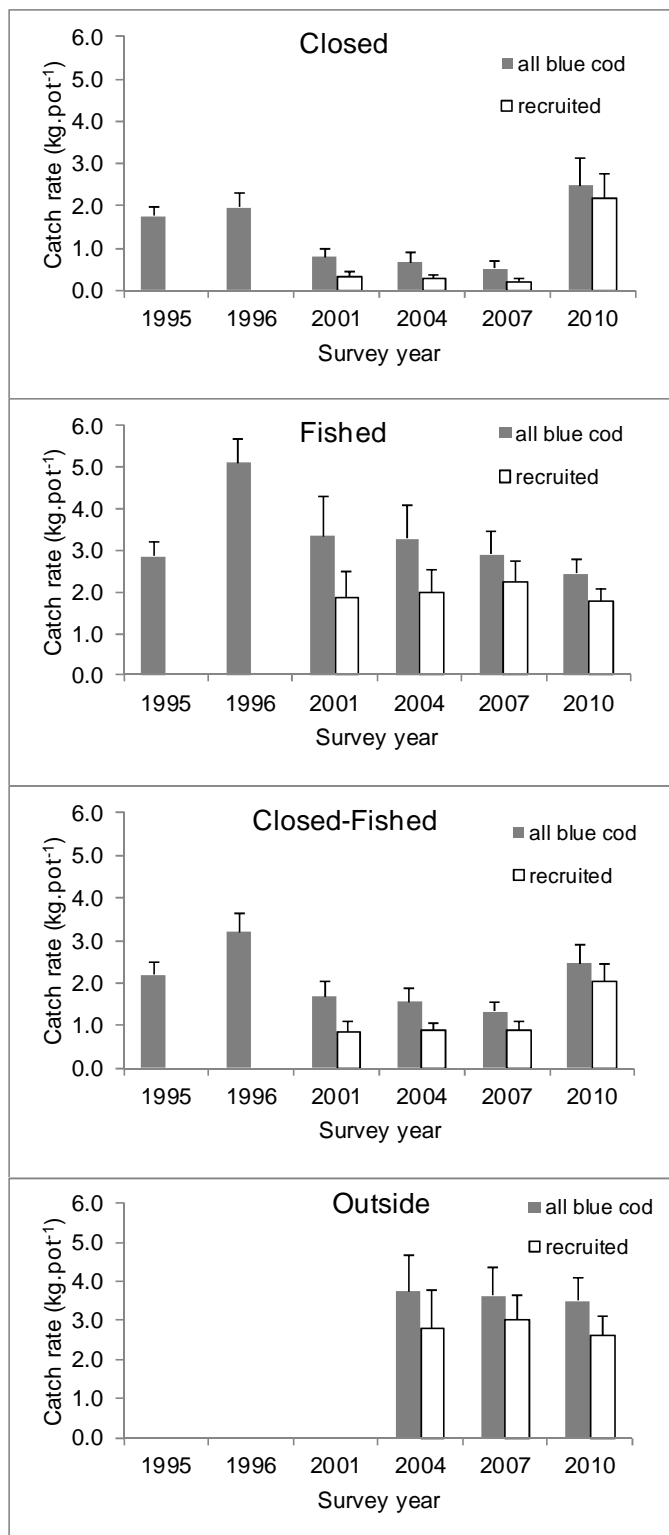 Closed
all blue cod
recruited
Catch rate (kg.pot-1)
6.0
5.0
4.0
3.0
2.0
1.0
0.0
1995 1996 2001 2004 2007 2010
Survey year
Fished
all blue cod
recruited
Catch rate (kg.pot-1)
6.0
5.0
4.0
3.0
2.0
1.0
0.0
1995 1996 2001 2004 2007 2010
Survey year
Closed-Fished
all blue cod
recruited
Catch rate (kg.pot-1)
6.0
5.0
4.0
3.0
2.0
1.0
0.0
1995 1996 2001 2004 2007 2010
Survey year
Outside
all blue cod
recruited
Catch rate (kg.pot-1)
6.0
5.0
4.0
3.0
2.0
1.0
0.0
1995 1996 2001 2004 2007 2010
Survey year